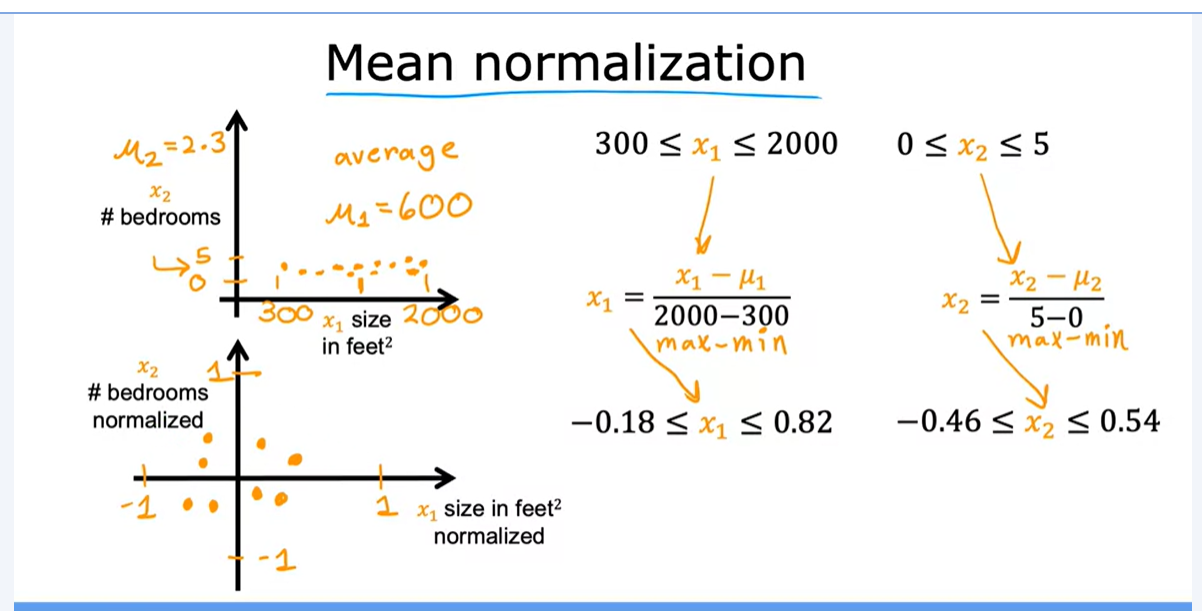 Mean normalization
μ₂=2.3
x₂
# bedrooms
5
0
average
μ₁=600
300
x₁ size
in feet²
2000
300 ≤ x₁ ≤ 2000
x₁ = (x₁ − μ₁)/(2000−300)
max-min
−0.18 ≤ x₁ ≤ 0.82
0 ≤ x₂ ≤ 5
x₂ = (x₂ − μ₂)/(5−0)
max-min
−0.46 ≤ x₂ ≤ 0.54
x₂
# bedrooms
normalized
1
-1
1
x₁ size in feet²
normalized
-1